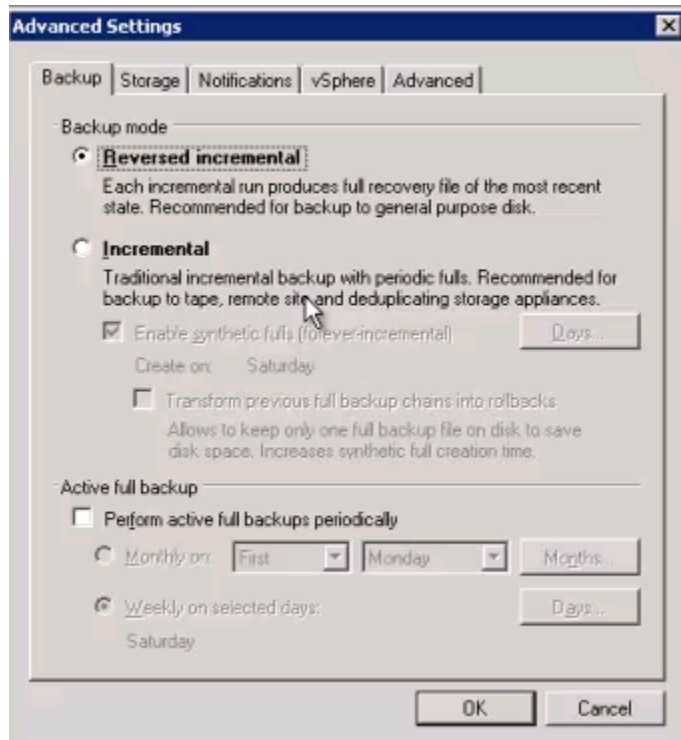 Advanced Settings
Backup Storage Notifications vSphere Advanced
Backup mode
Reversed incremental
Each incremental run produces full recovery file of the most recent
state. Recommended for backup to general purpose disk.
Incremental
Traditional incremental backup with periodic fulls. Recommended for
backup to tape, remote site and deduplicating storage appliances.
Enable synthetic fulls (forever-incremental) Days...
Create on: Saturday
Transform previous full backup chains into rollbacks
Allows to keep only one full backup file on disk to save
disk space. Increases synthetic full creation time.
Active full backup
Perform active full backups periodically
Monthly on: First Monday Months...
Weekly on selected days: Days...
Saturday
OK Cancel